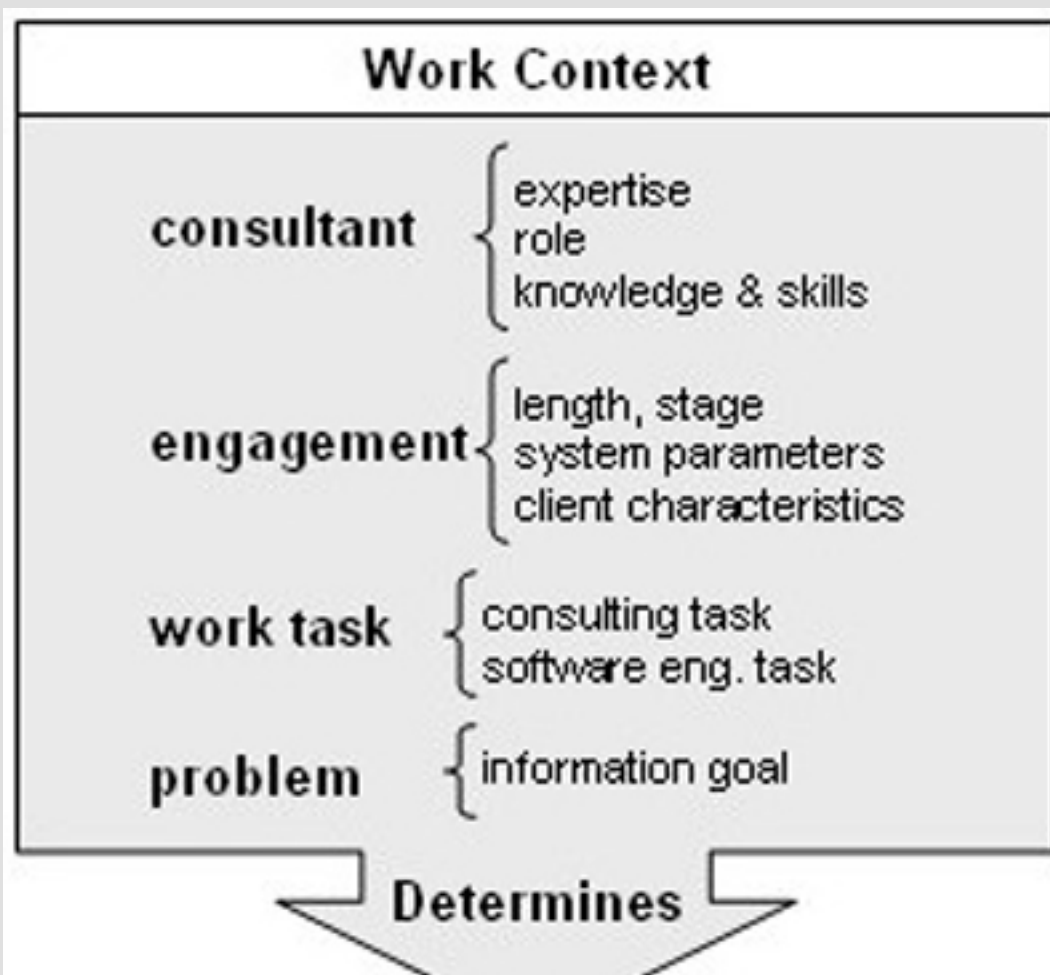 Work Context
consultant
expertise
role
knowledge & skills
engagement
length, stage
system parameters
client characteristics
work task
consulting task
software eng. task
problem
information goal
Determines